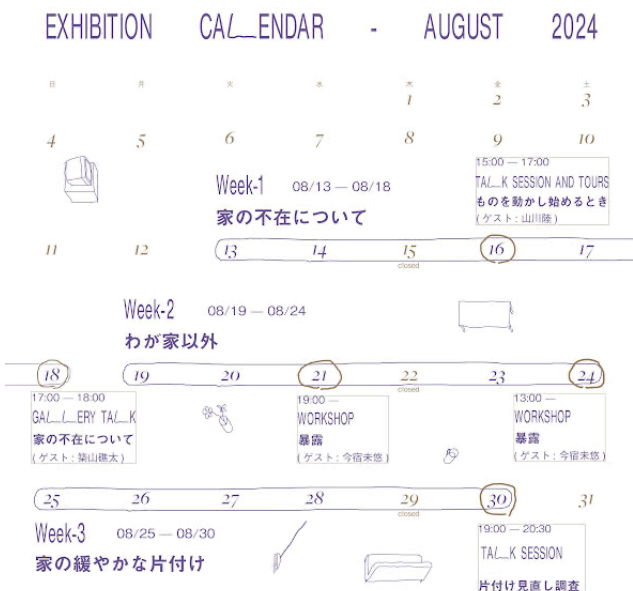 EXHIBITION CALENDAR - AUGUST 2024
日 月 火 水 木 金 土
1 2 3
4 5 6 7 8 9 10
15:00 — 17:00
TALK SESSION AND TOURS
ものを動かし始めるとき
(ゲスト:山川陸)
Week-1 08/13 — 08/18
家の不在について
11 12 13 14 15 16 17
closed
Week-2 08/19 — 08/24
わが家以外
18 19 20 21 22 23 24
closed
17:00 — 18:00
GALLERY TALK
家の不在について
(ゲスト:築山礁太)
19:00 —
WORKSHOP
暴露
(ゲスト:今宿未悠)
13:00 —
WORKSHOP
暴露
(ゲスト:今宿未悠)
25 26 27 28 29 30 31
closed
Week-3 08/25 — 08/30
家の緩やかな片付け
19:00 — 20:30
TALK SESSION
片付け見直し調査